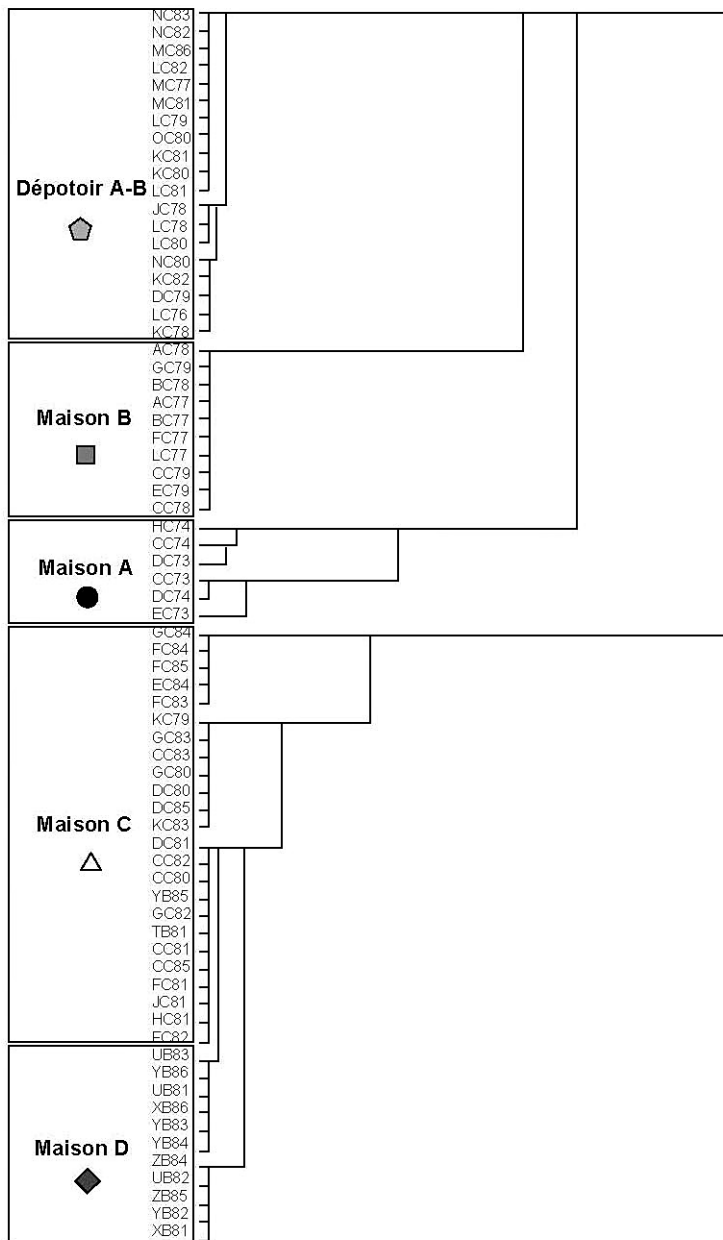 NC83
NC82
MC86
LC82
MC77
MC81
LC79
OC80
KC81
KC80
Dépotoir A-B
LC81
JC78
LC78
LC80
NC80
KC82
DC79
LC76
KC78
AC78
GC79
BC78
AC77
Maison B
BC77
FC77
LC77
CC79
EC79
CC78
HC74
CC74
Maison A
DC73
CC73
DC74
EC73
GC84
FC84
FC85
EC84
FC83
KC79
GC83
CC83
GC80
DC80
DC85
Maison C
KC83
DC81
CC82
CC80
YB85
GC82
TB81
CC81
CC85
FC81
JC81
HC81
EC82
UB83
YB86
UB81
XB86
YB83
Maison D
YB84
ZB84
UB82
ZB85
YB82
XB81